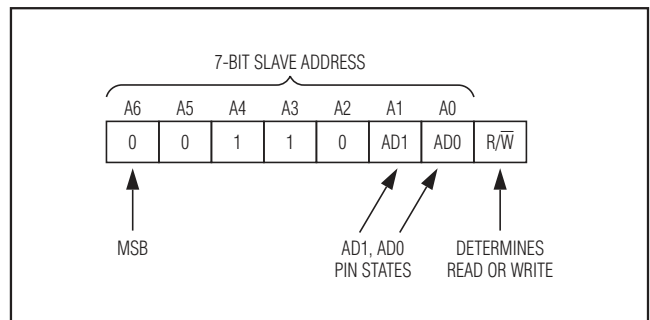 7-BIT SLAVE ADDRESS
A6 A5 A4 A3 A2 A1 A0
0 0 1 1 0 AD1 AD0 R/W̅
MSB
AD1, AD0
PIN STATES
DETERMINES
READ OR WRITE